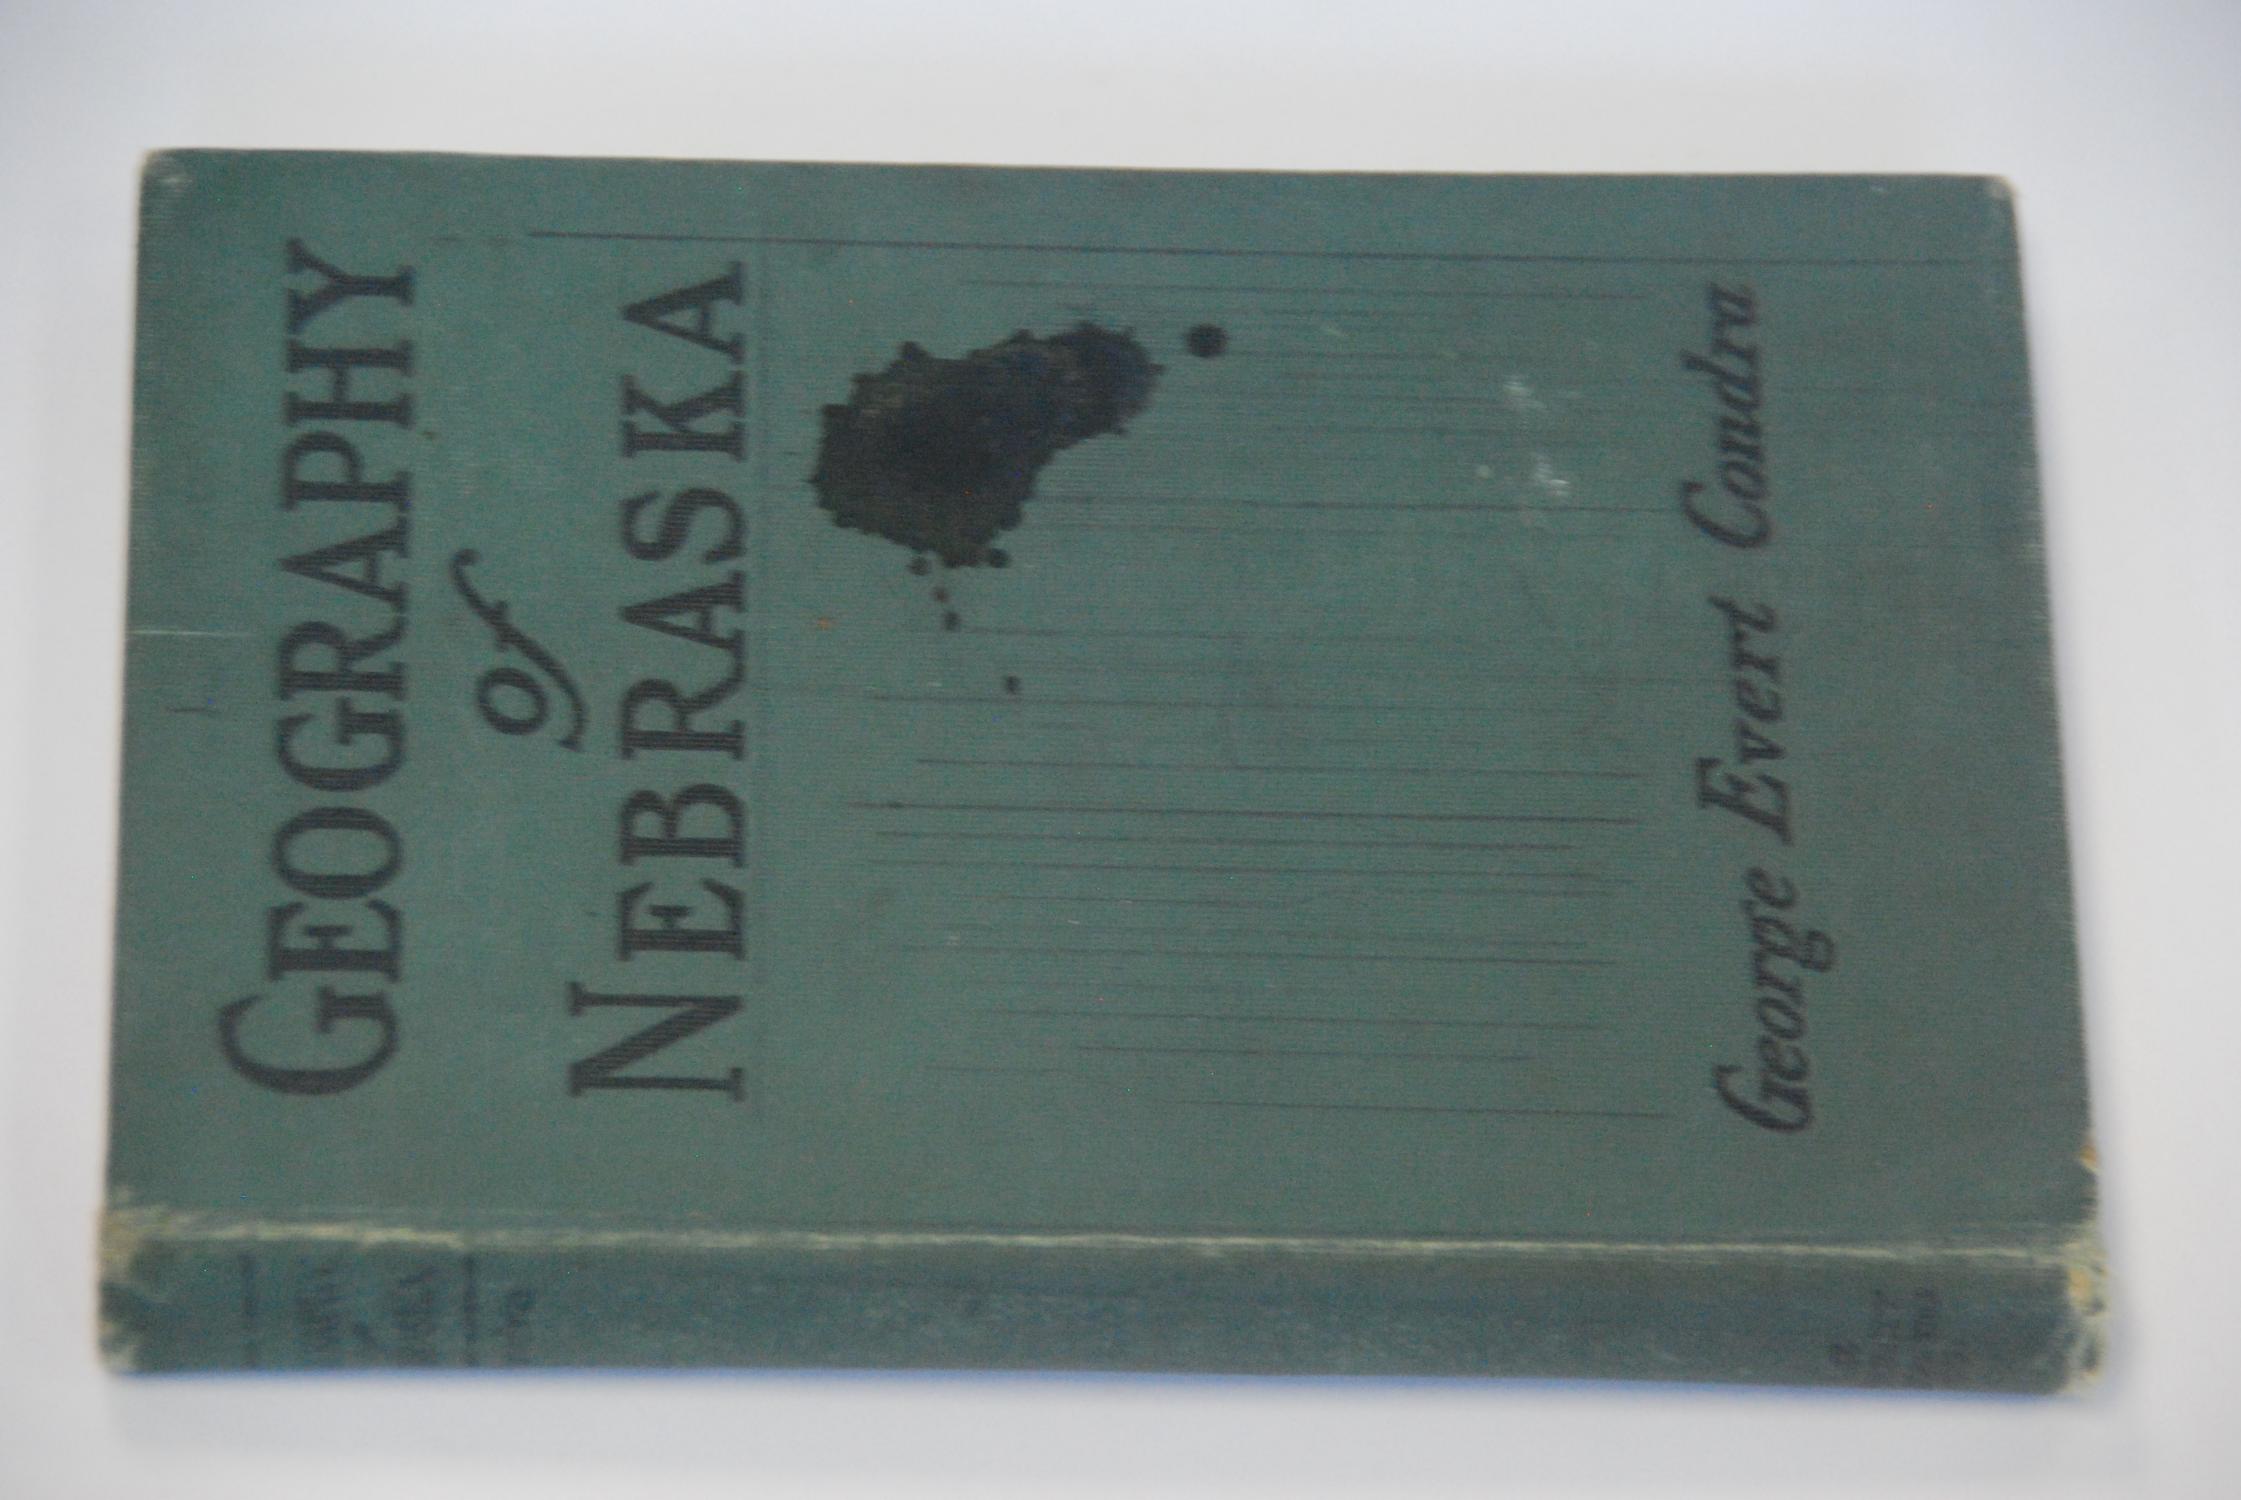 GEOGRAPHY
of
NEBRASKA
George Evert Condra